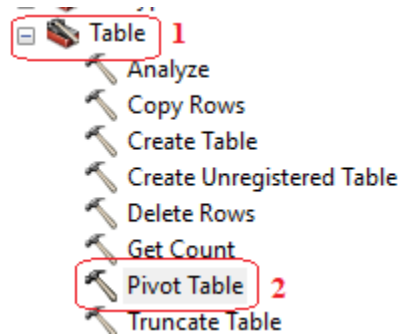 Table 1
Analyze
Copy Rows
Create Table
Create Unregistered Table
Delete Rows
Get Count
Pivot Table 2
Truncate Table